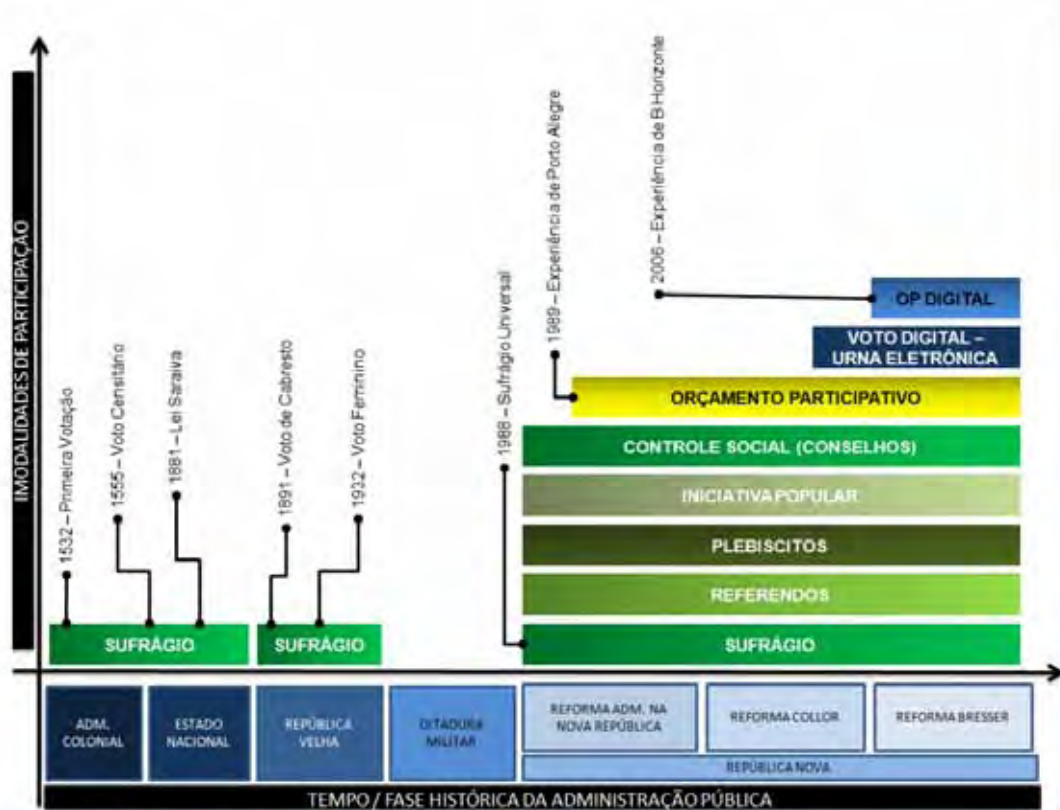 IMODALIDADES DE PARTICIPAÇÃO
1532 – Primeira Votação
1555 – Voto Censitário
1881 – Lei Saraiva
1891 – Voto de Cabresto
1932 – Voto Feminino
1988 – Sufrágio Universal
1989 – Experiência de Porto Alegre
2006 – Experiência de B Horizonte
OP DIGITAL
VOTO DIGITAL –
URNA ELETRÔNICA
ORÇAMENTO PARTICIPATIVO
CONTROLE SOCIAL (CONSELHOS)
INICIATIVA POPULAR
PLEBISCITOS
REFERENDOS
SUFRÁGIO
SUFRÁGIO
SUFRÁGIO
ADM.
COLONIAL
ESTADO
NACIONAL
REPÚBLICA
VELHA
DITADURA
MILITAR
REFORMA ADM. NA
NOVA REPÚBLICA
REFORMA COLLOR
REFORMA BRESSER
REPÚBLICA NOVA
TEMPO / FASE HISTÓRICA DA ADMINISTRAÇÃO PÚBLICA